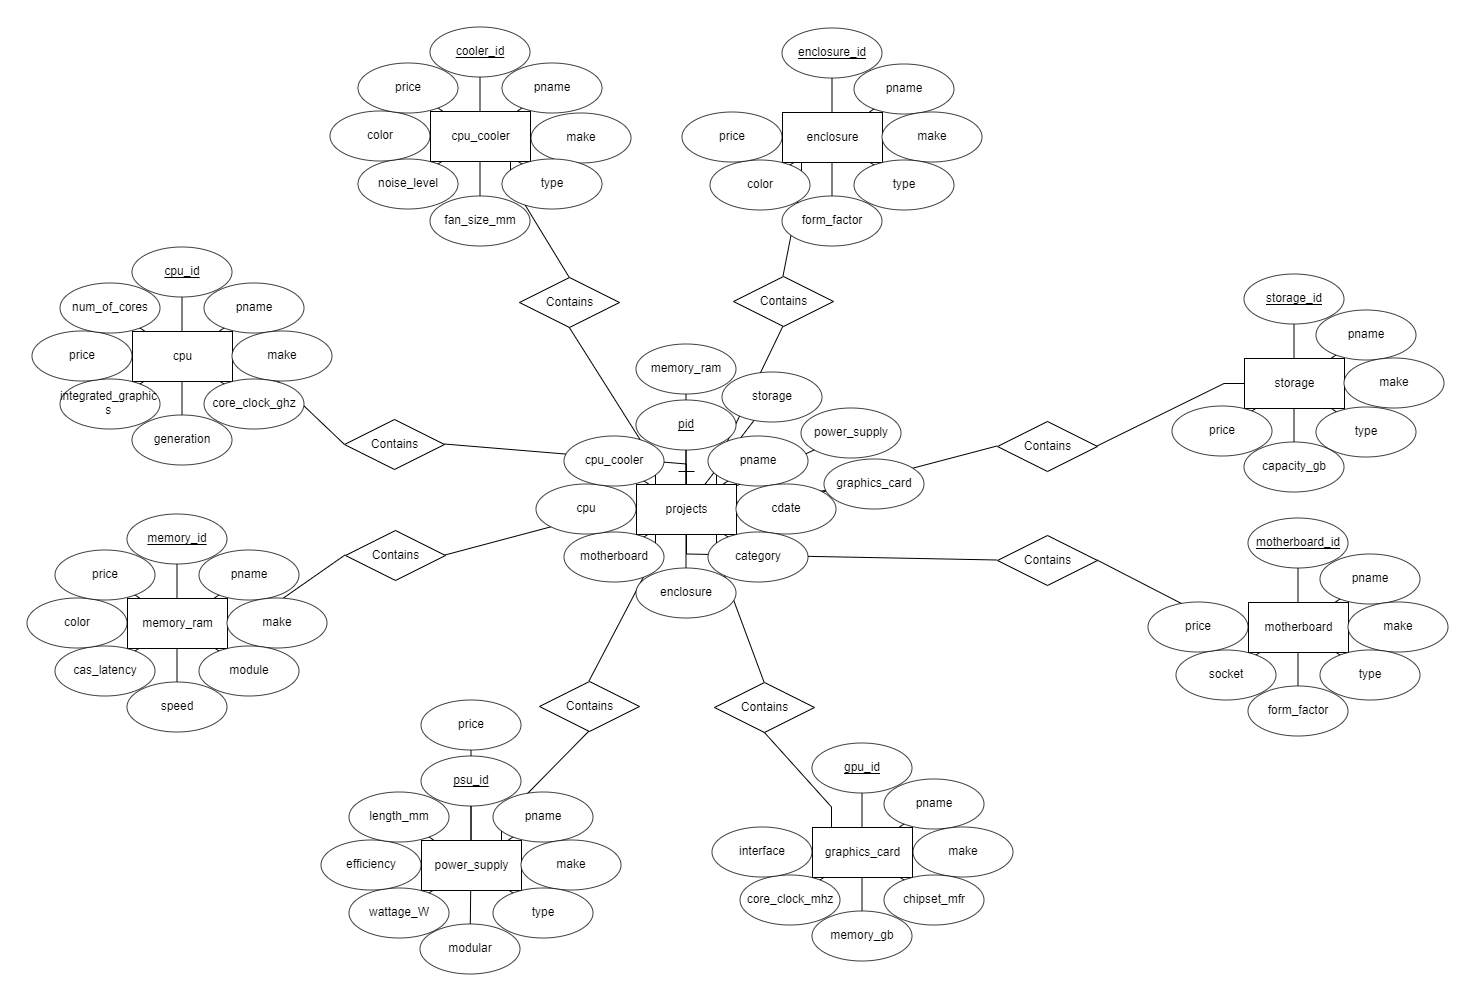 cooler_id
enclosure_id
price
pname
pname
color
cpu_cooler
make
price
enclosure
make
noise_level
type
color
type
fan_size_mm
form_factor
cpu_id
storage_id
num_of_cores
pname
Contains
Contains
pname
price
cpu
make
memory_ram
storage
storage
make
integrated_graphic
s
core_clock_ghz
pid
power_supply
price
type
generation
Contains
cpu_cooler
pname
Contains
capacity_gb
graphics_card
cpu
projects
cdate
memory_id
motherboard_id
price
pname
Contains
motherboard
category
Contains
pname
enclosure
color
memory_ram
make
price
motherboard
make
cas_latency
module
socket
type
speed
Contains
Contains
form_factor
price
psu_id
gpu_id
length_mm
pname
pname
efficiency
power_supply
make
interface
graphics_card
make
wattage_W
type
core_clock_mhz
chipset_mfr
modular
memory_gb